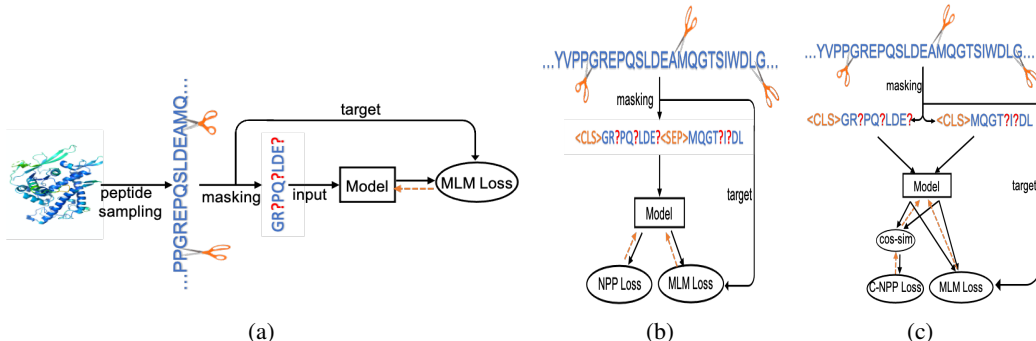 peptide
sampling
...PPGREPQSLDEAMQ...
masking
GR?PQ?LDE?
input
target
Model
MLM Loss
(a)
...YVPPGREPQSLDEAMQGTSIWDLG...
masking
<CLS>GR?PQ?LDE?<SEP>MQGT?I?DL
Model
target
NPP Loss
MLM Loss
(b)
...YVPPGREPQSLDEAMQGTSIWDLG...
masking
<CLS>GR?PQ?LDE?
<CLS>MQGT?I?DL
Model
target
cos-sim
C-NPP Loss
MLM Loss
(c)